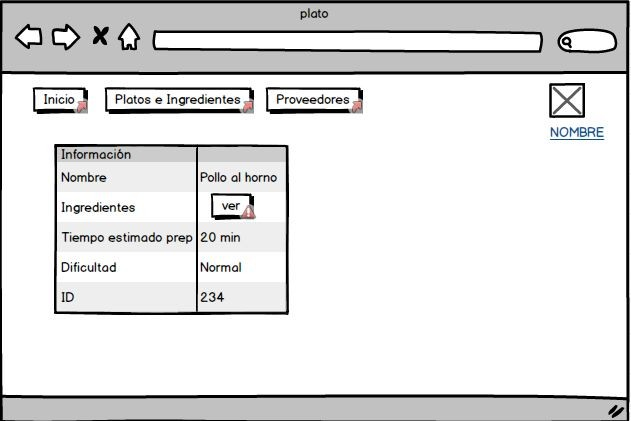 plato
Inicio Platos e Ingredientes Proveedores
NOMBRE
Información
Nombre Pollo al horno
Ingredientes ver
Tiempo estimado prep 20 min
Dificultad Normal
ID 234